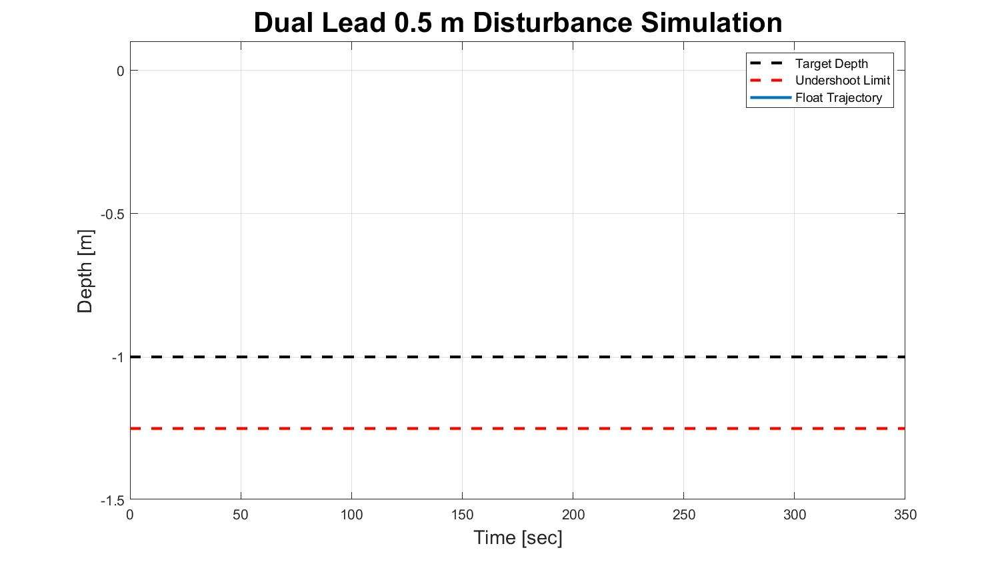 Dual Lead 0.5 m Disturbance Simulation
Target Depth
Undershoot Limit
Float Trajectory
0
-0.5
-1
-1.5
Depth [m]
0 50 100 150 200 250 300 350
Time [sec]